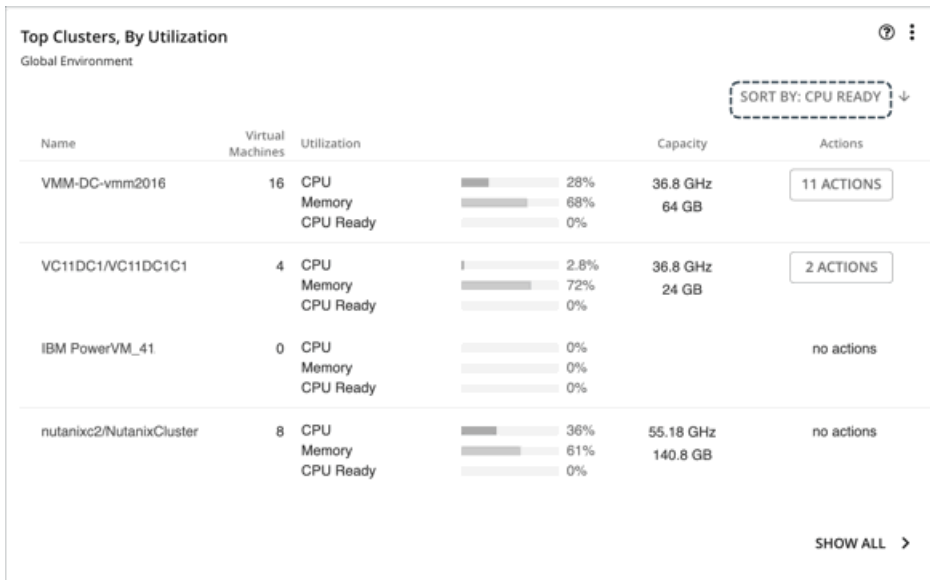 Top Clusters, By Utilization
Global Environment
SORT BY: CPU READY ↓
Name Virtual Machines Utilization Capacity Actions
VMM-DC-vmm2016 16 CPU 28% 36.8 GHz 11 ACTIONS
Memory 68% 64 GB
CPU Ready 0%
VC11DC1/VC11DC1C1 4 CPU 2.8% 36.8 GHz 2 ACTIONS
Memory 72% 24 GB
CPU Ready 0%
IBM PowerVM_41 0 CPU 0% no actions
Memory 0%
CPU Ready 0%
nutanixc2/NutanixCluster 8 CPU 36% 55.18 GHz no actions
Memory 61% 140.8 GB
CPU Ready 0%
SHOW ALL >